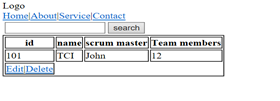 Logo
Home|About|Service|Contact
search
id name scrum master Team members
101 TCI John 12
Edit|Delete